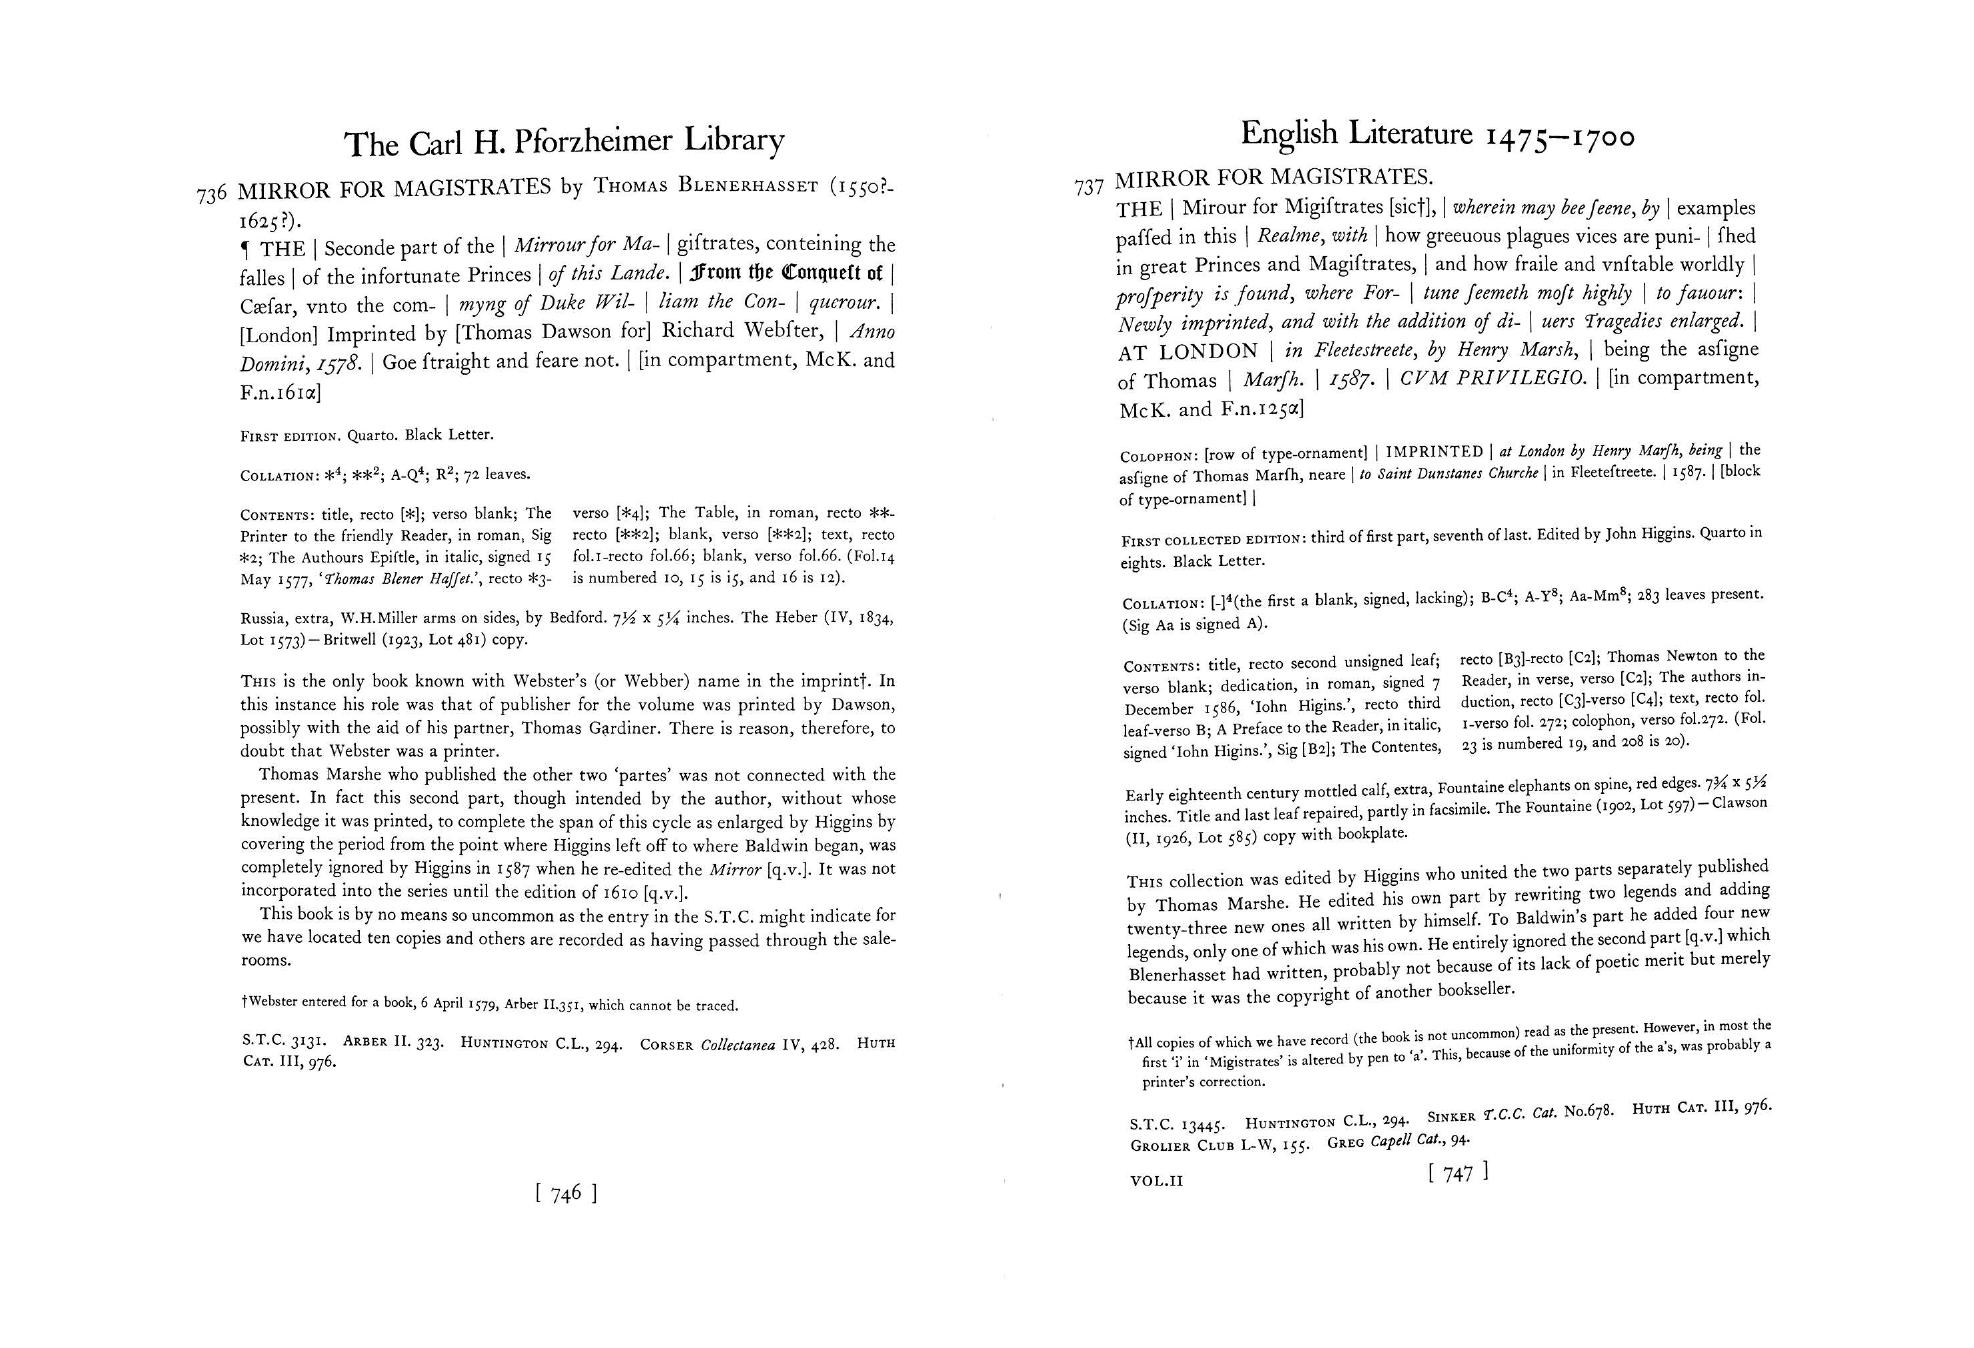 The Carl H. Pforzheimer Library
736 MIRROR FOR MAGISTRATES by THOMAS BLENERHASSET (1550?-
1625?).
¶ THE | Seconde part of the | Mirrour for Ma- | giſtrates, conteining the
falles | of the infortunate Princes | of this Lande. | From the Conqueſt of |
Cæſar, vnto the com- | myng of Duke Wil- | liam the Con- | querour. |
[London] Imprinted by [Thomas Dawson for] Richard Webſter, | Anno
Domini, 1578. | Goe ſtraight and feare not. | [in compartment, McK. and
F.n.161α]
FIRST EDITION. Quarto. Black Letter.
COLLATION: *⁴; **²; A-Q⁴; R²; 72 leaves.
CONTENTS: title, recto [*]; verso blank; The
Printer to the friendly Reader, in roman, Sig
*2; The Authours Epiſtle, in italic, signed 15
May 1577, ‘Thomas Blener Haſſet.’, recto *3-
verso [*4]; The Table, in roman, recto **-
recto [**2]; blank, verso [**2]; text, recto
fol.1-recto fol.66; blank, verso fol.66. (Fol.14
is numbered 10, 15 is i5, and 16 is 12).
Russia, extra, W.H.Miller arms on sides, by Bedford. 7½ x 5¼ inches. The Heber (IV, 1834,
Lot 1573)—Britwell (1923, Lot 481) copy.
THIS is the only book known with Webster’s (or Webber) name in the imprint†. In
this instance his role was that of publisher for the volume was printed by Dawson,
possibly with the aid of his partner, Thomas Gardiner. There is reason, therefore, to
doubt that Webster was a printer.
Thomas Marshe who published the other two ‘partes’ was not connected with the
present. In fact this second part, though intended by the author, without whose
knowledge it was printed, to complete the span of this cycle as enlarged by Higgins by
covering the period from the point where Higgins left off to where Baldwin began, was
completely ignored by Higgins in 1587 when he re-edited the Mirror [q.v.]. It was not
incorporated into the series until the edition of 1610 [q.v.].
This book is by no means so uncommon as the entry in the S.T.C. might indicate for
we have located ten copies and others are recorded as having passed through the sale-
rooms.
†Webster entered for a book, 6 April 1579, Arber II.351, which cannot be traced.
S.T.C. 3131. ARBER II. 323. HUNTINGTON C.L., 294. CORSER Collectanea IV, 428. HUTH
CAT. III, 976.
[ 746 ]
English Literature 1475–1700
737 MIRROR FOR MAGISTRATES.
THE | Mirour for Migiſtrates [sic†], | wherein may bee ſeene, by | examples
paſſed in this | Realme, with | how greeuous plagues vices are puni- | ſhed
in great Princes and Magiſtrates, | and how fraile and vnſtable worldly |
proſperity is found, where For- | tune ſeemeth moſt highly | to fauour: |
Newly imprinted, and with the addition of di- | uers Tragedies enlarged. |
AT LONDON | in Fleetestreete, by Henry Marsh, | being the asſigne
of Thomas | Marſh. | 1587. | CVM PRIVILEGIO. | [in compartment,
McK. and F.n.125α]
COLOPHON: [row of type-ornament] | IMPRINTED | at London by Henry Marſh, being | the
asſigne of Thomas Marſh, neare | to Saint Dunstanes Churche | in Fleeteſtreete. | 1587. | [block
of type-ornament] |
FIRST COLLECTED EDITION: third of first part, seventh of last. Edited by John Higgins. Quarto in
eights. Black Letter.
COLLATION: [-]⁴(the first a blank, signed, lacking); B-C⁴; A-Y⁸; Aa-Mm⁸; 283 leaves present.
(Sig Aa is signed A).
CONTENTS: title, recto second unsigned leaf;
verso blank; dedication, in roman, signed 7
December 1586, ‘Iohn Higins.’, recto third
leaf-verso B; A Preface to the Reader, in italic,
signed ‘Iohn Higins.’, Sig [B2]; The Contentes,
recto [B3]-recto [C2]; Thomas Newton to the
Reader, in verse, verso [C2]; The authors in-
duction, recto [C3]-verso [C4]; text, recto fol.
1-verso fol. 272; colophon, verso fol.272. (Fol.
23 is numbered 19, and 208 is 20).
Early eighteenth century mottled calf, extra, Fountaine elephants on spine, red edges. 7¾ x 5½
inches. Title and last leaf repaired, partly in facsimile. The Fountaine (1902, Lot 597)—Clawson
(II, 1926, Lot 585) copy with bookplate.
THIS collection was edited by Higgins who united the two parts separately published
by Thomas Marshe. He edited his own part by rewriting two legends and adding
twenty-three new ones all written by himself. To Baldwin’s part he added four new
legends, only one of which was his own. He entirely ignored the second part [q.v.] which
Blenerhasset had written, probably not because of its lack of poetic merit but merely
because it was the copyright of another bookseller.
†All copies of which we have record (the book is not uncommon) read as the present. However, in most the
first ‘i’ in ‘Migistrates’ is altered by pen to ‘a’. This, because of the uniformity of the a’s, was probably a
printer’s correction.
S.T.C. 13445. HUNTINGTON C.L., 294. SINKER T.C.C. Cat. No.678. HUTH CAT. III, 976.
GROLIER CLUB L-W, 155. GREG Capell Cat., 94.
VOL.II
[ 747 ]